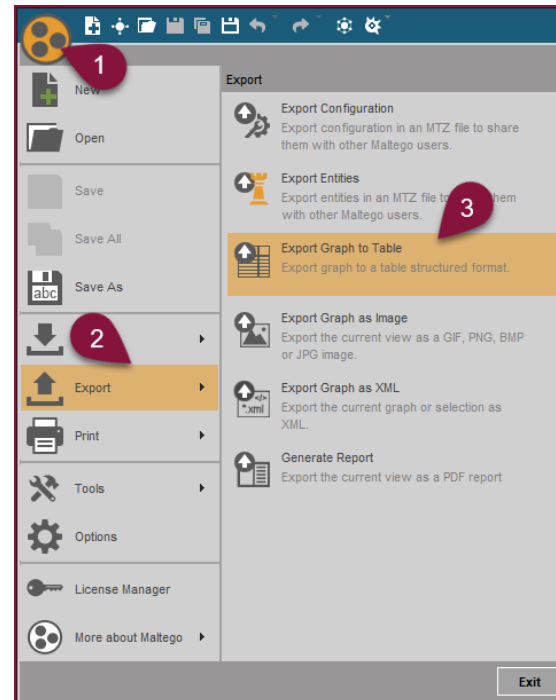 1
New
Open
Save
Save All
abc
Save As
2
Export
Print
Tools
Options
License Manager
More about Maltego
Export
Export Configuration
Export configuration in an MTZ file to share
them with other Maltego users.
Export Entities
Export entities in an MTZ file to them
with other Maltego users.
3
Export Graph to Table
Export graph to a table structured format.
Export Graph as Image
Export the current view as a GIF, PNG, BMP
or JPG image.
</>
*.xml
Export Graph as XML
Export the current graph or selection as
XML.
Generate Report
Export the current view as a PDF report
Exit